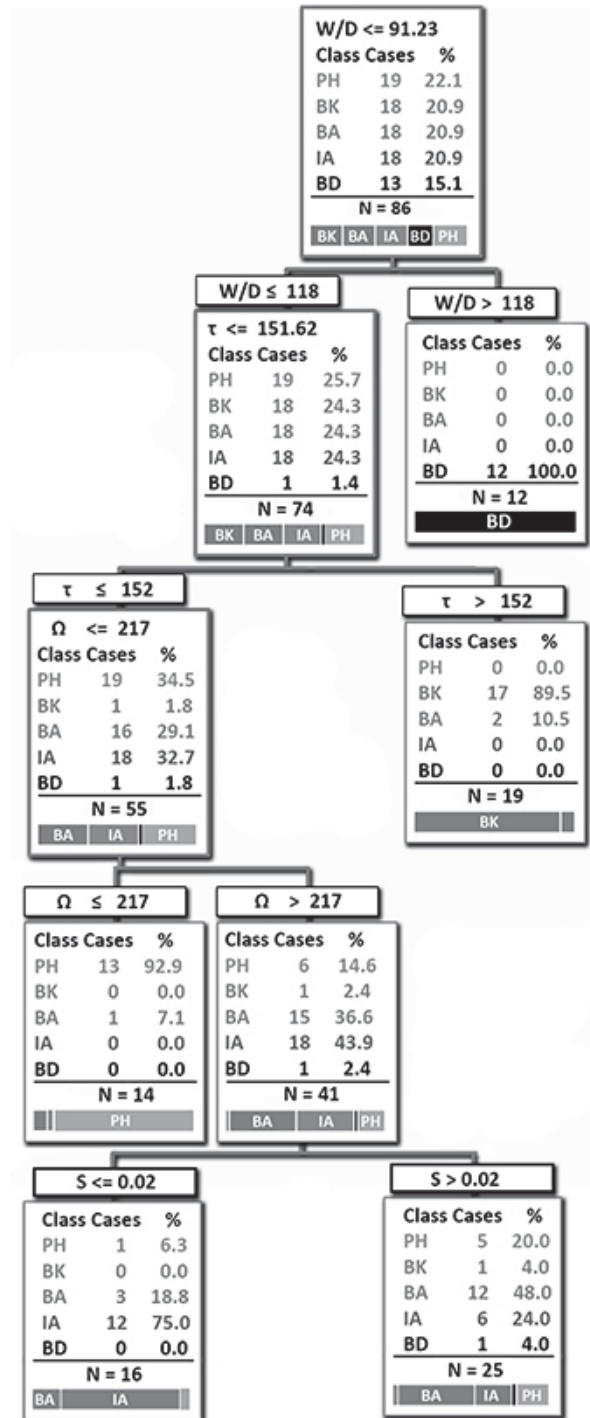 W/D <= 91.23
Class Cases %
PH 19 22.1
BK 18 20.9
BA 18 20.9
IA 18 20.9
BD 13 15.1
N = 86
BK BA IA BD PH
W/D ≤ 118
τ <= 151.62
Class Cases %
PH 19 25.7
BK 18 24.3
BA 18 24.3
IA 18 24.3
BD 1 1.4
N = 74
BK BA IA PH
W/D > 118
Class Cases %
PH 0 0.0
BK 0 0.0
BA 0 0.0
IA 0 0.0
BD 12 100.0
N = 12
BD
τ ≤ 152
Ω <= 217
Class Cases %
PH 19 34.5
BK 1 1.8
BA 16 29.1
IA 18 32.7
BD 1 1.8
N = 55
BA IA PH
τ > 152
Class Cases %
PH 0 0.0
BK 17 89.5
BA 2 10.5
IA 0 0.0
BD 0 0.0
N = 19
BK
Ω ≤ 217
Class Cases %
PH 13 92.9
BK 0 0.0
BA 1 7.1
IA 0 0.0
BD 0 0.0
N = 14
PH
Ω > 217
Class Cases %
PH 6 14.6
BK 1 2.4
BA 15 36.6
IA 18 43.9
BD 1 2.4
N = 41
BA IA PH
S <= 0.02
Class Cases %
PH 1 6.3
BK 0 0.0
BA 3 18.8
IA 12 75.0
BD 0 0.0
N = 16
BA IA
S > 0.02
Class Cases %
PH 5 20.0
BK 1 4.0
BA 12 48.0
IA 6 24.0
BD 1 4.0
N = 25
BA IA PH